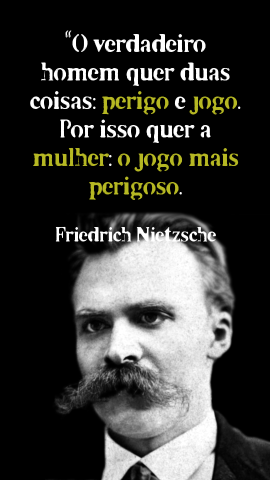 “O verdadeiro
homem quer duas
coisas: perigo e jogo.
Por isso quer a
mulher: o jogo mais
perigoso.
Friedrich Nietzsche